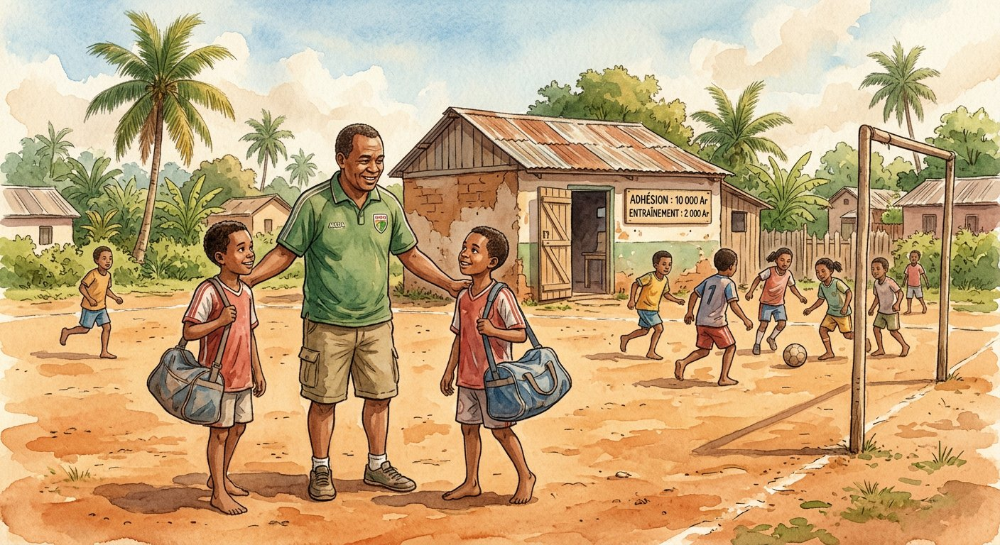 ADHÉSION : 10 000 Ar
ENTRAÎNEMENT : 2 000 Ar
7